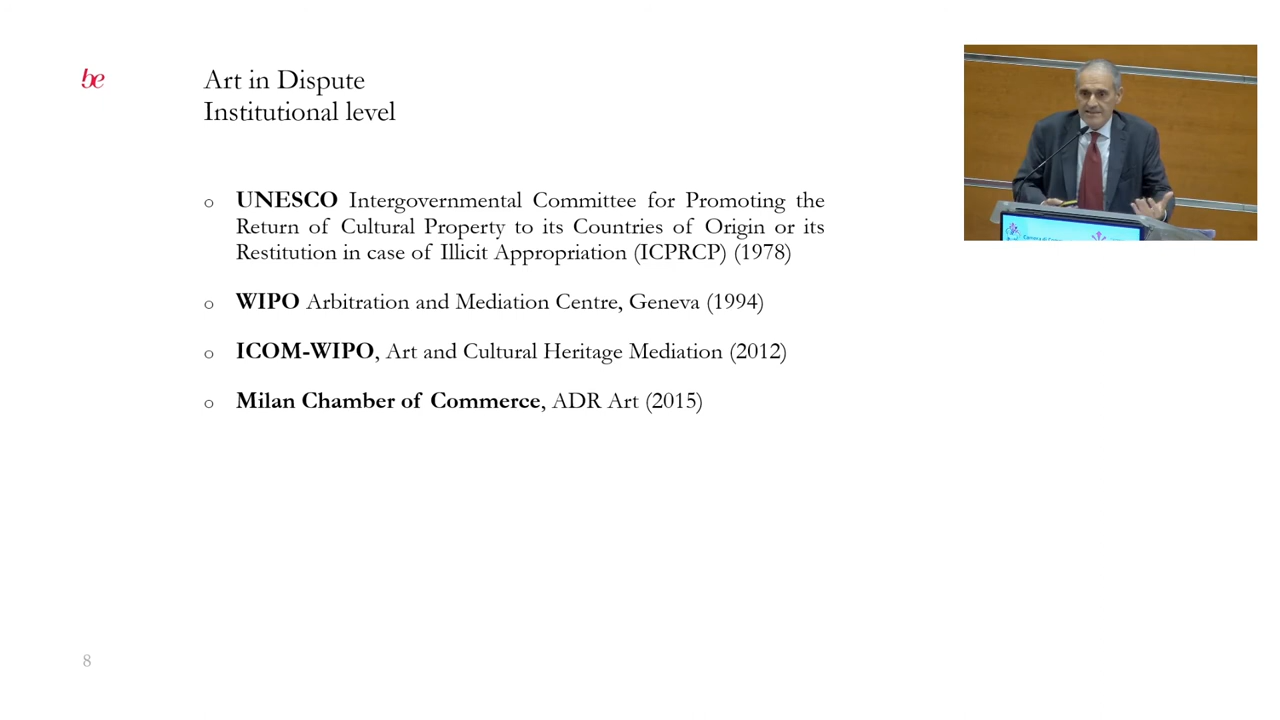 be
Art in Dispute
Institutional level
o UNESCO Intergovernmental Committee for Promoting the
Return of Cultural Property to its Countries of Origin or its
Restitution in case of Illicit Appropriation (ICPRCP) (1978)
o WIPO Arbitration and Mediation Centre, Geneva (1994)
o ICOM-WIPO, Art and Cultural Heritage Mediation (2012)
o Milan Chamber of Commerce, ADR Art (2015)
8